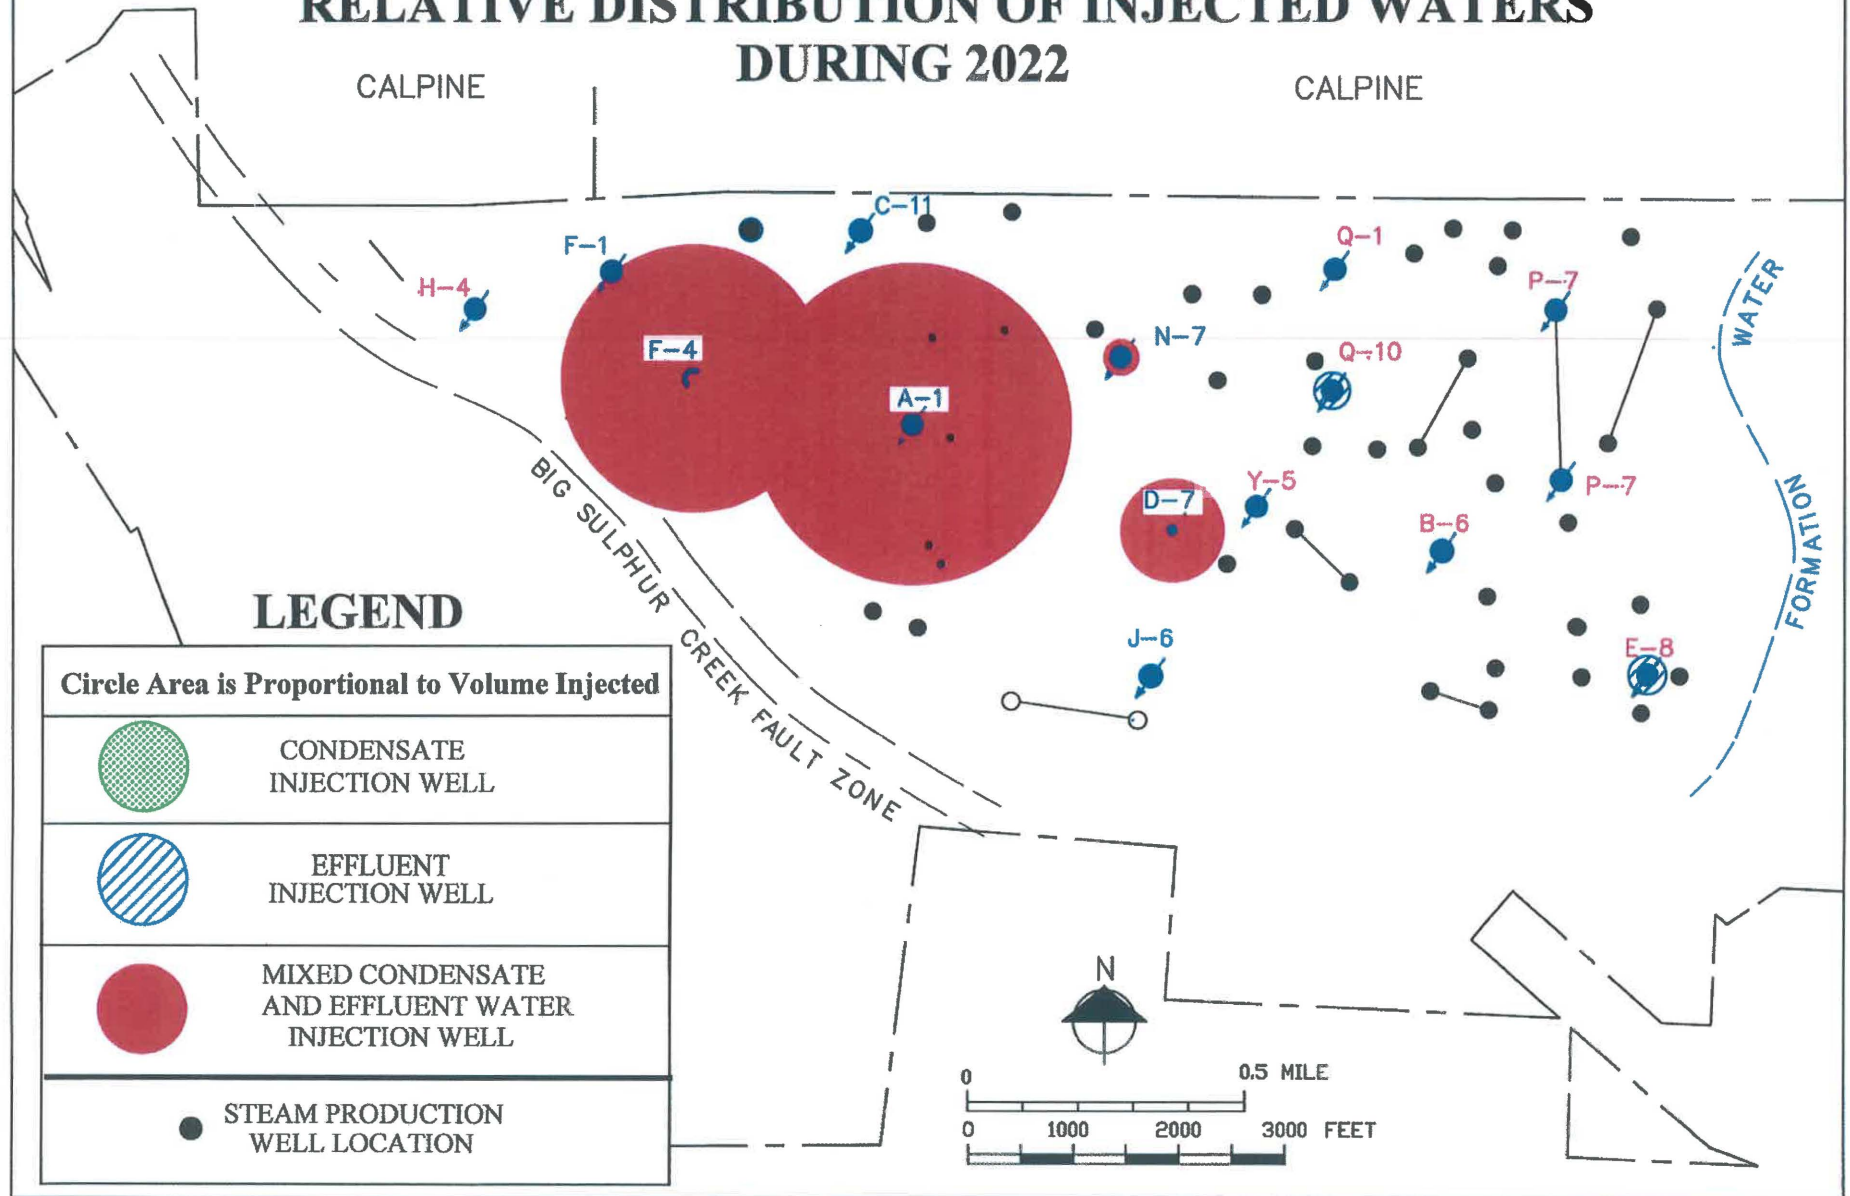 RELATIVE DISTRIBUTION OF INJECTED WATERS
DURING 2022
CALPINE
CALPINE
C-11
F-1
Q-1
H-4
P-7
WATER
F-4
N-7
Q-10
A-1
BIG SULPHUR CREEK FAULT ZONE
D-7
Y-5
P-7
B-6
FORMATION
J-6
E-8
LEGEND
Circle Area is Proportional to Volume Injected
CONDENSATE
INJECTION WELL
EFFLUENT
INJECTION WELL
MIXED CONDENSATE
AND EFFLUENT WATER
INJECTION WELL
STEAM PRODUCTION
WELL LOCATION
N
0 0.5 MILE
0 1000 2000 3000 FEET